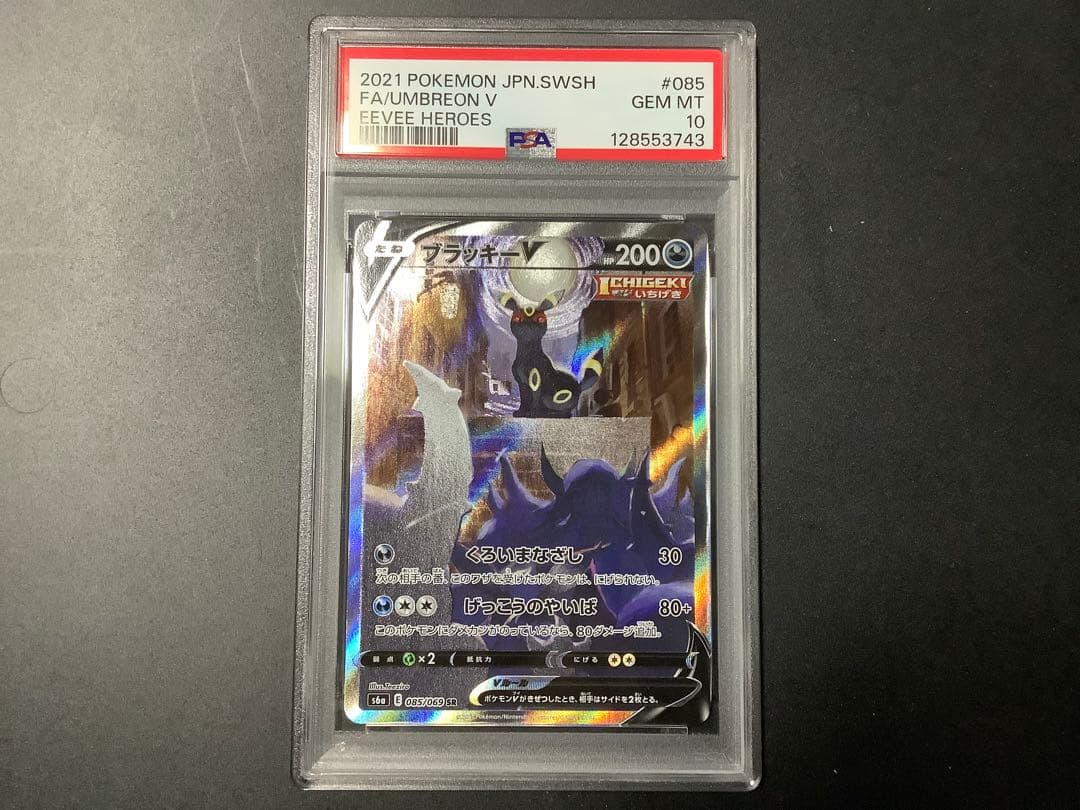 2021 POKEMON JPN.SWSH #085
FA/UMBREON V GEM MT
EEVEE HEROES 10
PSA 128553743
たね ブラッキーV HP 200
ICHIGEKI
いちげき
くろいまなざし 30
次の相手の番、このワザを受けたポケモンは、にげられない。
げっこうのやいば 80+
このポケモンにダメカンがのっているなら、80ダメージ追加。
弱点 ×2 抵抗力 にげる
Illus.Teeziro
Vルール
ポケモンVがきぜつしたとき、相手はサイドを2枚とる。
s6a E 085/069 SR